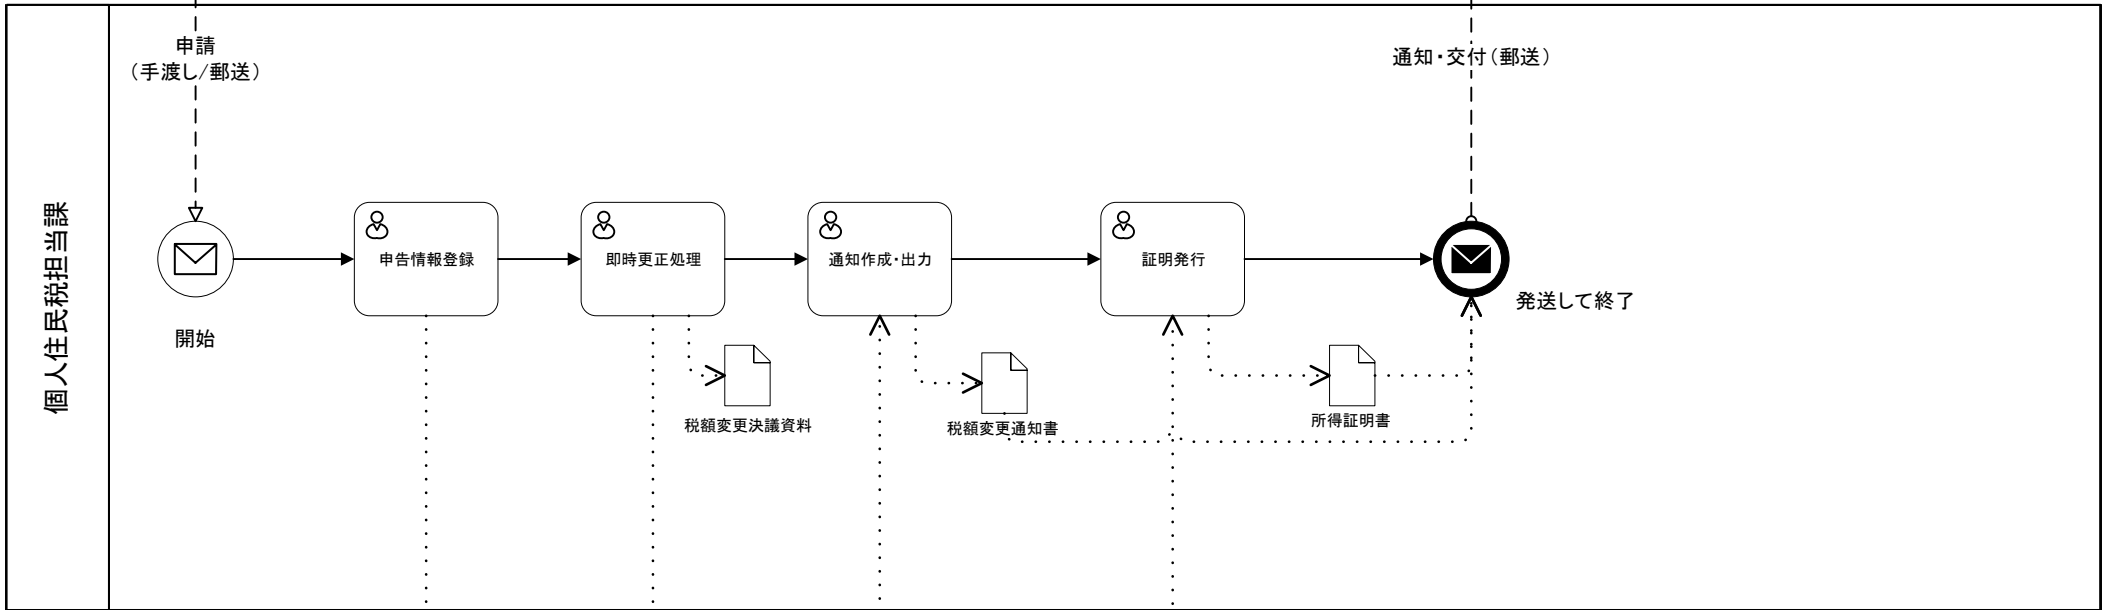 個人住民税担当課
申請
（手渡し/郵送）
通知・交付（郵送）
開始
申告情報登録
即時更正処理
通知作成・出力
証明発行
発送して終了
税額変更決議資料
税額変更通知書
所得証明書